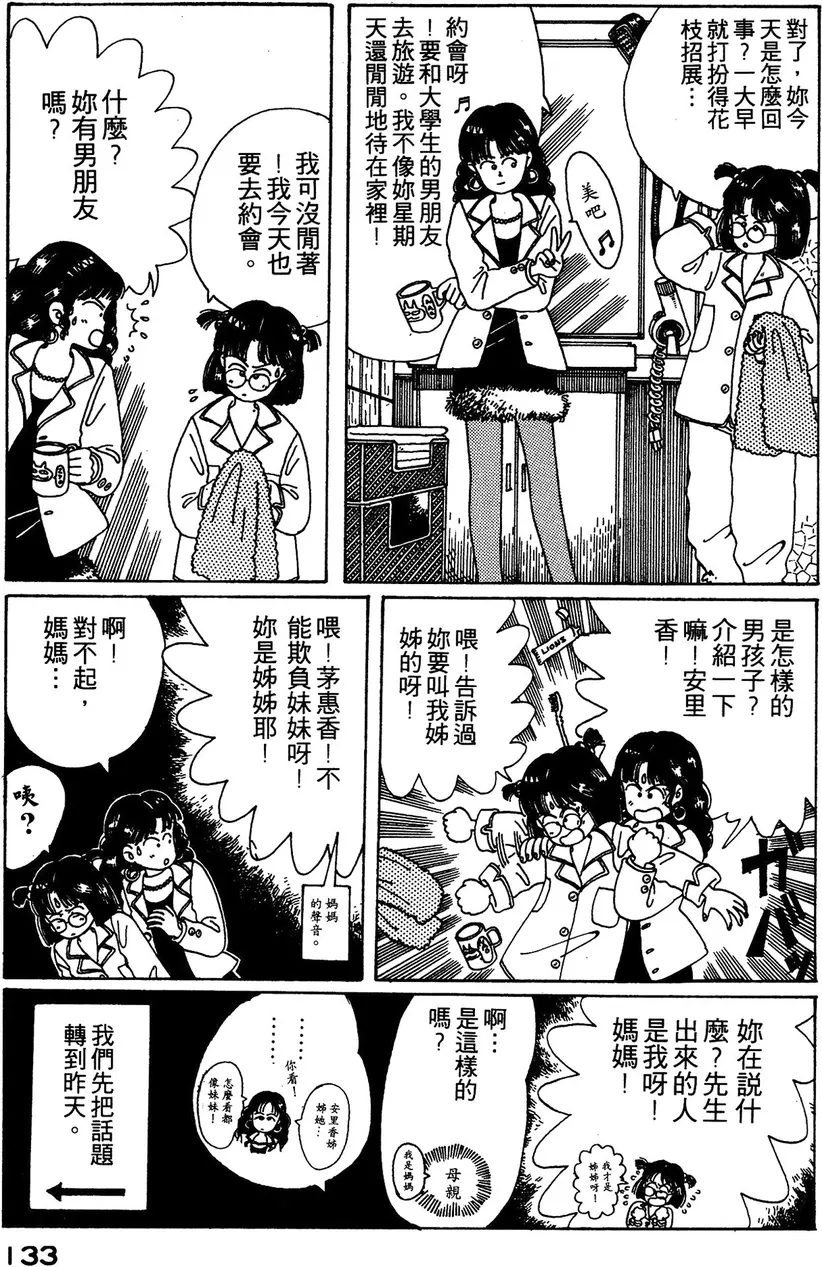 對了，妳今
天是怎麼回
事？一大早
就打扮得花
枝招展…
美吧
約會呀
！要和大學生的男朋友
去旅遊。我不像妳星期
天還閒閒地待在家裡！
我可沒閒著
！我今天也
要去約會。
什麼？
妳有男朋友
嗎？
是怎樣的
男孩子？
介紹一下
嘛！安里
香！
喂！告訴過
妳要叫我姊
姊的呀！
LIONS
ガバッ
喂！茅惠香！不
能欺負妹妹呀！
妳是姊姊耶！
媽媽
的聲音。
啊！
對不起，
媽媽…
咦？
妳在説什
麼？先生
出來的人
是我呀！
媽媽！
我才是
姊姊呀！
啊…
是這樣的
嗎？
母親
我是媽媽
………
………
你看！
安里香姊
姊她…
怎麼看都
像妹妹！
我們先把話題
轉到昨天。
133